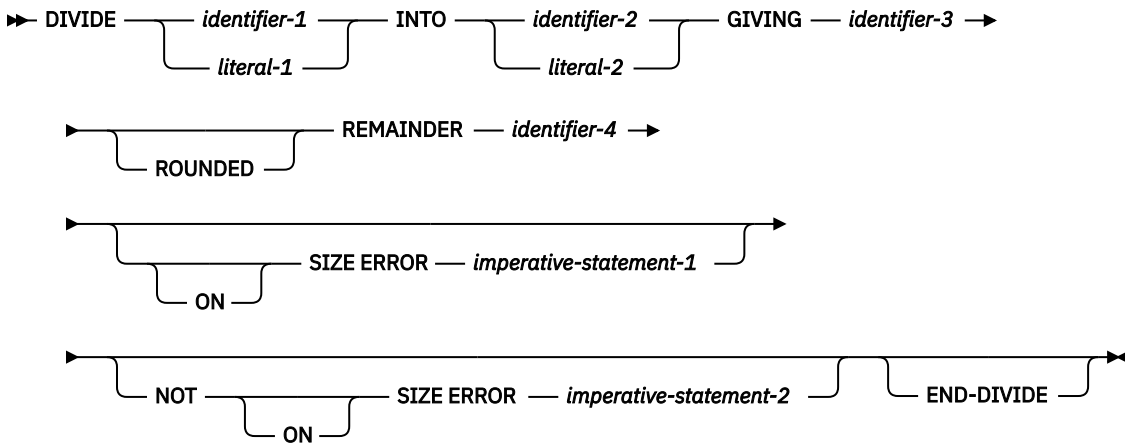 DIVIDE identifier-1 INTO identifier-2 GIVING identifier-3
literal-1 literal-2
REMAINDER identifier-4
ROUNDED
SIZE ERROR imperative-statement-1
ON
NOT SIZE ERROR imperative-statement-2 END-DIVIDE
ON